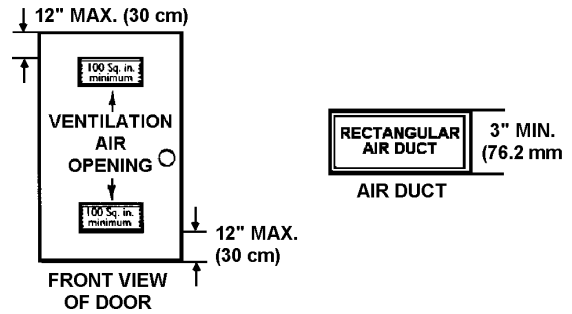 12" MAX. (30 cm)
100 Sq. in.
minimum
VENTILATION
AIR
OPENING
100 Sq. in.
minimum
12" MAX.
(30 cm)
FRONT VIEW
OF DOOR
RECTANGULAR
AIR DUCT
3" MIN.
(76.2 mm
AIR DUCT